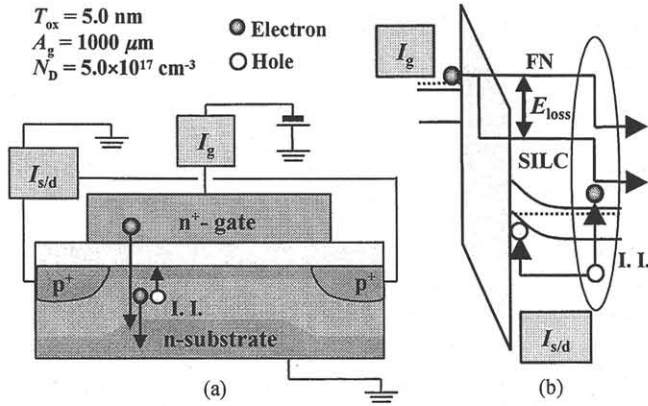 T_ox = 5.0 nm
A_g = 1000 μm
N_D = 5.0×10^17 cm^-3
Electron
Hole
I_g
I_s/d
n+- gate
p+
p+
I. I.
n-substrate
(a)
I_g
FN
E_loss
SILC
I. I.
I_s/d
(b)